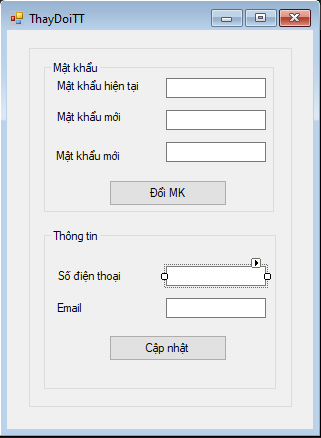 ThayDoiTT
Mật khẩu
Mật khẩu hiện tại
Mật khẩu mới
Mật khẩu mới
Đổi MK
Thông tin
Số điện thoại
Email
Cập nhật